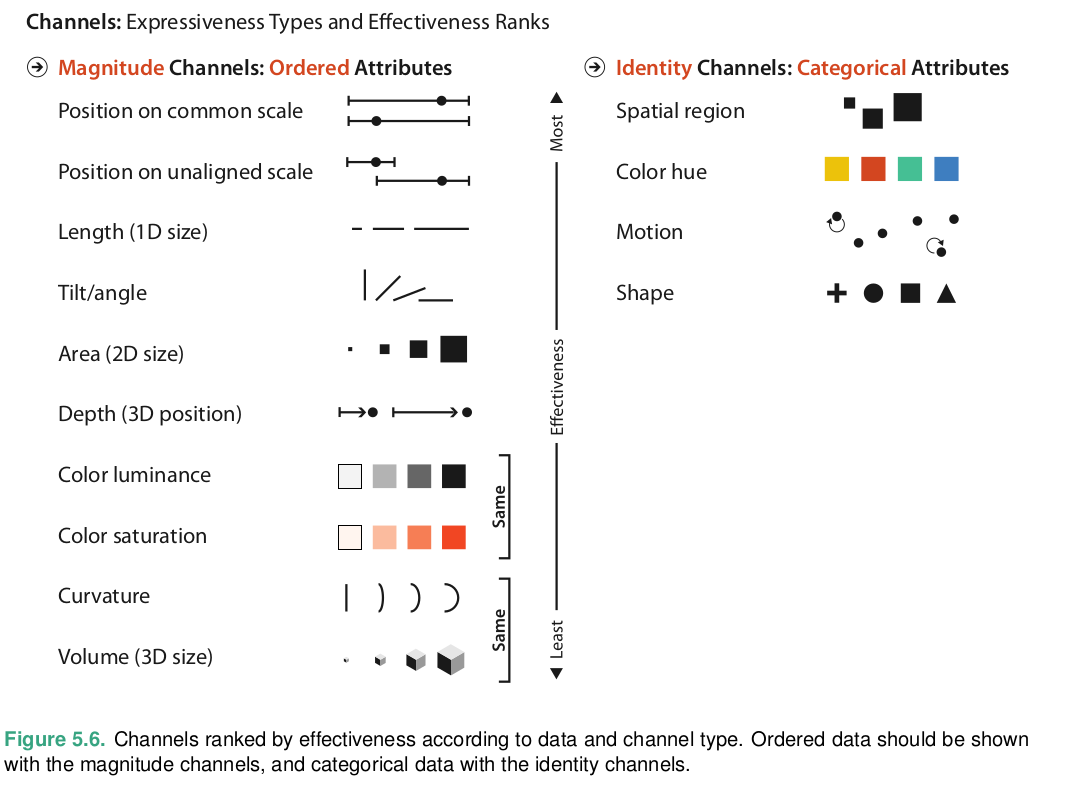 Channels: Expressiveness Types and Effectiveness Ranks
Magnitude Channels: Ordered Attributes
Position on common scale
Position on unaligned scale
Length (1D size)
Tilt/angle
Area (2D size)
Depth (3D position)
Color luminance
Color saturation
Same
Curvature
Volume (3D size)
Same
Most
Effectiveness
Least
Identity Channels: Categorical Attributes
Spatial region
Color hue
Motion
Shape
Figure 5.6. Channels ranked by effectiveness according to data and channel type. Ordered data should be shown
with the magnitude channels, and categorical data with the identity channels.